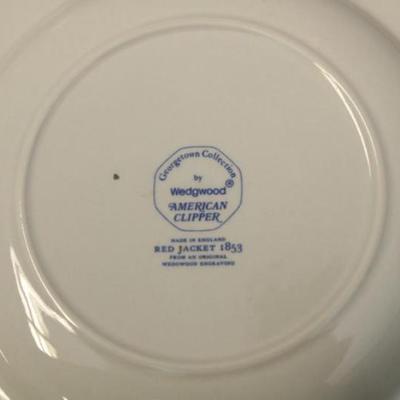 Georgetown Collection
by
Wedgwood®
AMERICAN
CLIPPER
MADE IN ENGLAND
RED JACKET 1853
FROM AN ORIGINAL
WEDGWOOD ENGRAVING